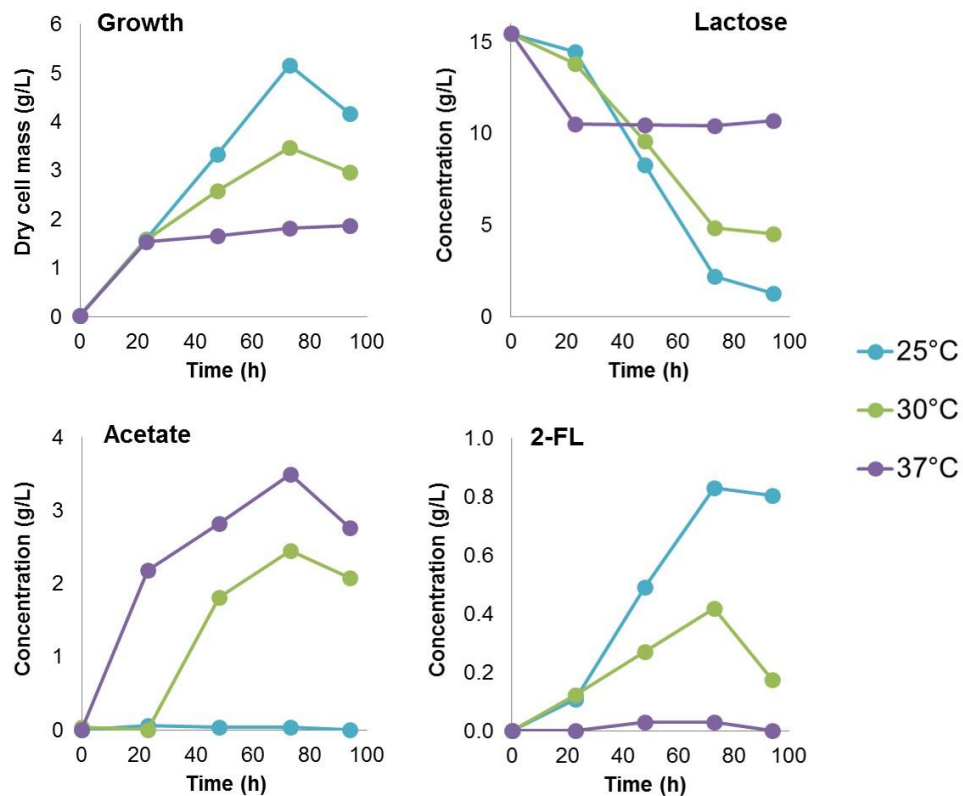 Growth
Dry cell mass (g/L)
6
5
4
3
2
1
0
0 20 40 60 80 100
Time (h)
Lactose
Concentration (g/L)
15
10
5
0
0 20 40 60 80 100
Time (h)
25°C
30°C
37°C
Acetate
Concentration (g/L)
4
3
2
1
0
0 20 40 60 80 100
Time (h)
2-FL
Concentration (g/L)
1.0
0.8
0.6
0.4
0.2
0.0
0 20 40 60 80 100
Time (h)